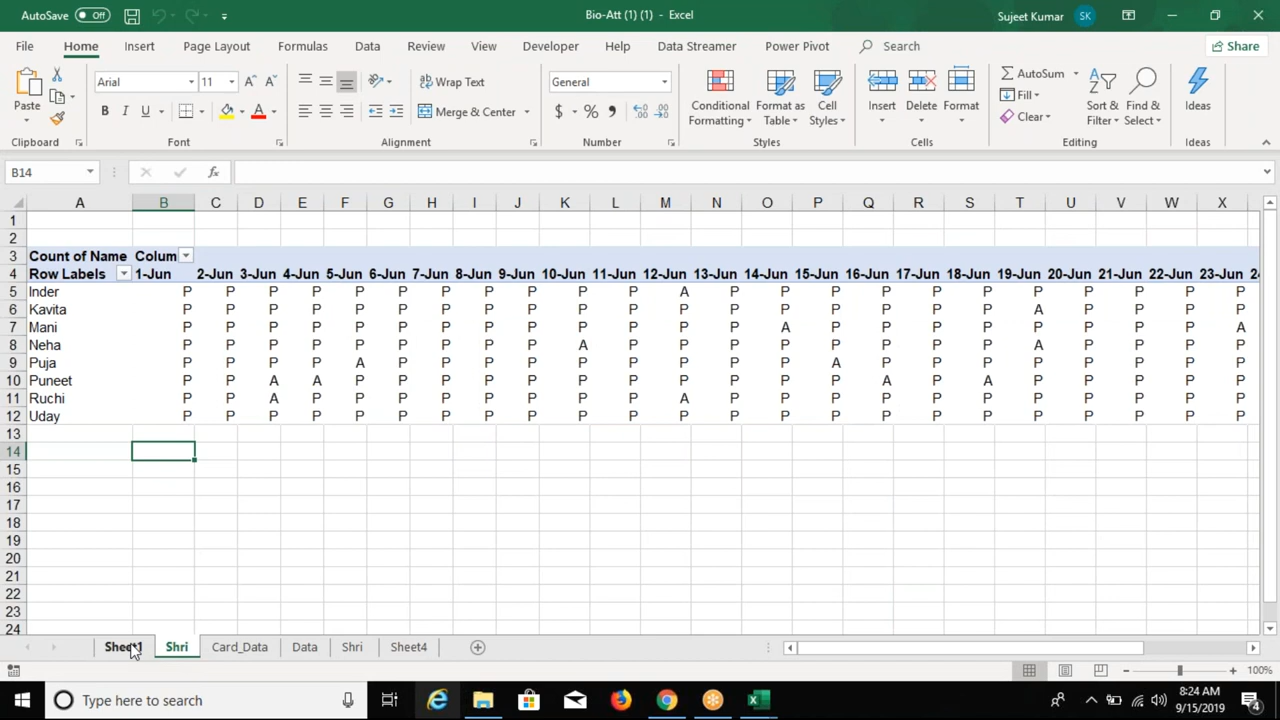 AutoSave Off
Bio-Att (1) (1) - Excel
Sujeet Kumar SK
File Home Insert Page Layout Formulas Data Review View Developer Help Data Streamer Power Pivot Search Share
Arial 11 Wrap Text General AutoSum
Paste Fill
B I U A Merge & Center $ % Conditional Formatting Format as Table Cell Styles Insert Delete Format Clear Sort & Filter Find & Select Ideas
Clipboard Font Alignment Number Styles Cells Editing Ideas
B14 fx
A B C D E F G H I J K L M N O P Q R S T U V W X
1
2
3 Count of Name Colum
4 Row Labels 1-Jun 2-Jun 3-Jun 4-Jun 5-Jun 6-Jun 7-Jun 8-Jun 9-Jun 10-Jun 11-Jun 12-Jun 13-Jun 14-Jun 15-Jun 16-Jun 17-Jun 18-Jun 19-Jun 20-Jun 21-Jun 22-Jun 23-Jun 24
5 Inder P P P P P P P P P P P A P P P P P P P P P P P
6 Kavita P P P P P P P P P P P P P P P P P P A P P P P
7 Mani P P P P P P P P P P P P P A P P P P P P P P A
8 Neha P P P P P P P P P A P P P P P P P P A P P P P
9 Puja P P P P A P P P P P P P P P A P P P P P P P P
10 Puneet P P A A P P P P P P P P P P P A P A P P P P P
11 Ruchi P P A P P P P P P P P A P P P P P P P P P P P
12 Uday P P P P P P P P P P P P P P P P P P P P P P P
13
14
15
16
17
18
19
20
21
22
23
24
Sheet1 Shri Card_Data Data Shri Sheet4
100%
Type here to search
8:24 AM
9/15/2019
4